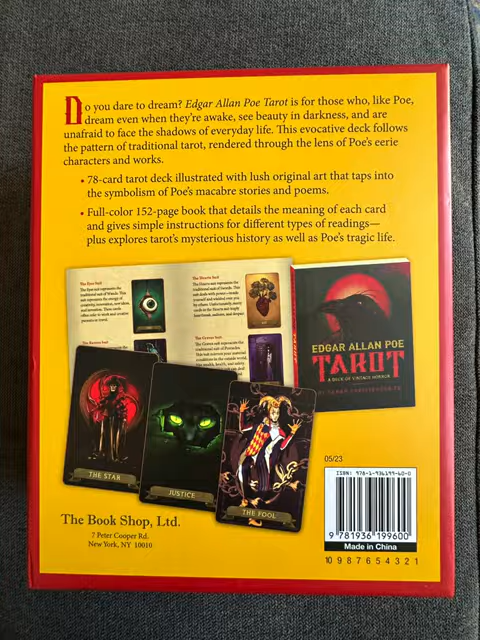 Do you dare to dream? Edgar Allan Poe Tarot is for those who, like Poe,
dream even when they're awake, see beauty in darkness, and are
unafraid to face the shadows of everyday life. This evocative deck follows
the pattern of traditional tarot, rendered through the lens of Poe's eerie
characters and works.
• 78-card tarot deck illustrated with lush original art that taps into
the symbolism of Poe's macabre stories and poems.
• Full-color 152-page book that details the meaning of each card
and gives simple instructions for different types of readings—
plus explores tarot's mysterious history as well as Poe's tragic life.
The Eyes Suit
The Hearts Suit
The Ravens Suit
The Graves Suit
EDGAR ALLAN POE
TAROT
A DECK OF VINTAGE HORROR
THE STAR
JUSTICE
THE FOOL
05/23
ISBN: 978-1-936199-60-0
9 781936 199600
Made in China
10 9 8 7 6 5 4 3 2 1
The Book Shop, Ltd.
7 Peter Cooper Rd.
New York, NY 10010